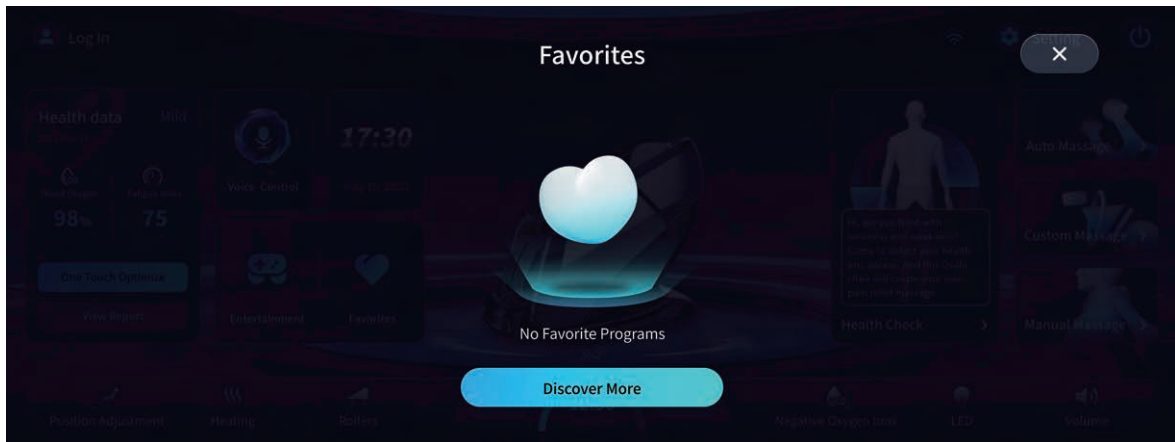 Log In
Favorites
Setting
Health data
MIRI
17:30
Voice Control
98%
75
One Touch Optimize
View Report
Entertainment
Favorites
No Favorite Programs
Discover More
Health Check
Auto Massage
Custom Massage
Manual Massage
Position Adjustment
Heating
Rollers
Negative Oxygen Ions
LED
Volume